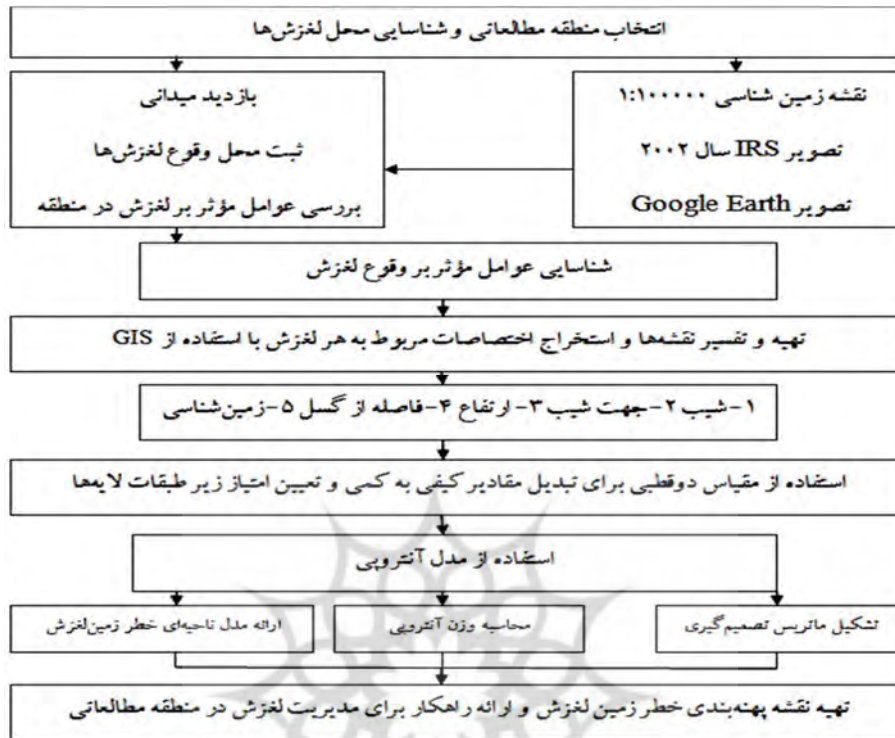 انتخاب منطقه مطالعاتی و شناسایی محل لغزش‌ها
نقشه زمین شناسی ۱:۱۰۰۰۰۰
تصویر IRS سال ۲۰۰۲
تصویر Google Earth
بازدید میدانی
ثبت محل وقوع لغزش‌ها
بررسی عوامل مؤثر بر لغزش در منطقه
شناسایی عوامل مؤثر بر وقوع لغزش
تهیه و تفسیر نقشه‌ها و استخراج اختصاصات مربوط به هر لغزش با استفاده از GIS
۱-شیب ۲-جهت شیب ۳- ارتفاع ۴-فاصله از گسل ۵-زمین‌شناسی
استفاده از مقیاس دوقطبی برای تبدیل مقادیر کیفی به کمی و تعیین امتیاز زیر طبقات لایه‌ها
استفاده از مدل آنتروپی
تشکیل ماتریس تصمیم‌گیری
محاسبه وزن آنتروپی
ارائه مدل ناحیه‌ای خطر زمین‌لغزش
تهیه نقشه پهنه‌بندی خطر زمین لغزش و ارائه راهکار برای مدیریت لغزش در منطقه مطالعاتی